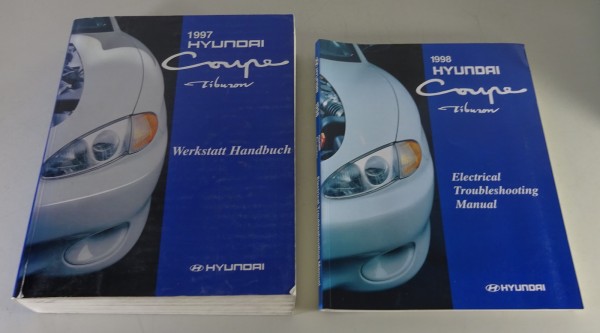 1997
HYUNDAI
Coupe
Tiburon
Werkstatt Handbuch
HYUNDAI
1998
HYUNDAI
Coupe
Tiburon
Electrical
Troubleshooting
Manual
HYUNDAI